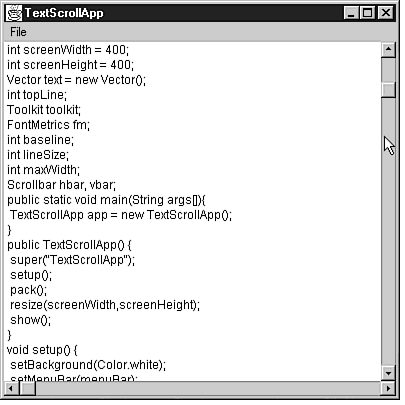 TextScrollApp
File
int screenWidth = 400;
int screenHeight = 400;
Vector text = new Vector();
int topLine;
Toolkit toolkit;
FontMetrics fm;
int baseline;
int lineSize;
int maxWidth;
Scrollbar hbar, vbar;
public static void main(String args[]){
TextScrollApp app = new TextScrollApp();
}
public TextScrollApp() {
super("TextScrollApp");
setup();
pack();
resize(screenWidth,screenHeight);
show();
}
void setup() {
setBackground(Color.white);
setMenuBar(menuBar);